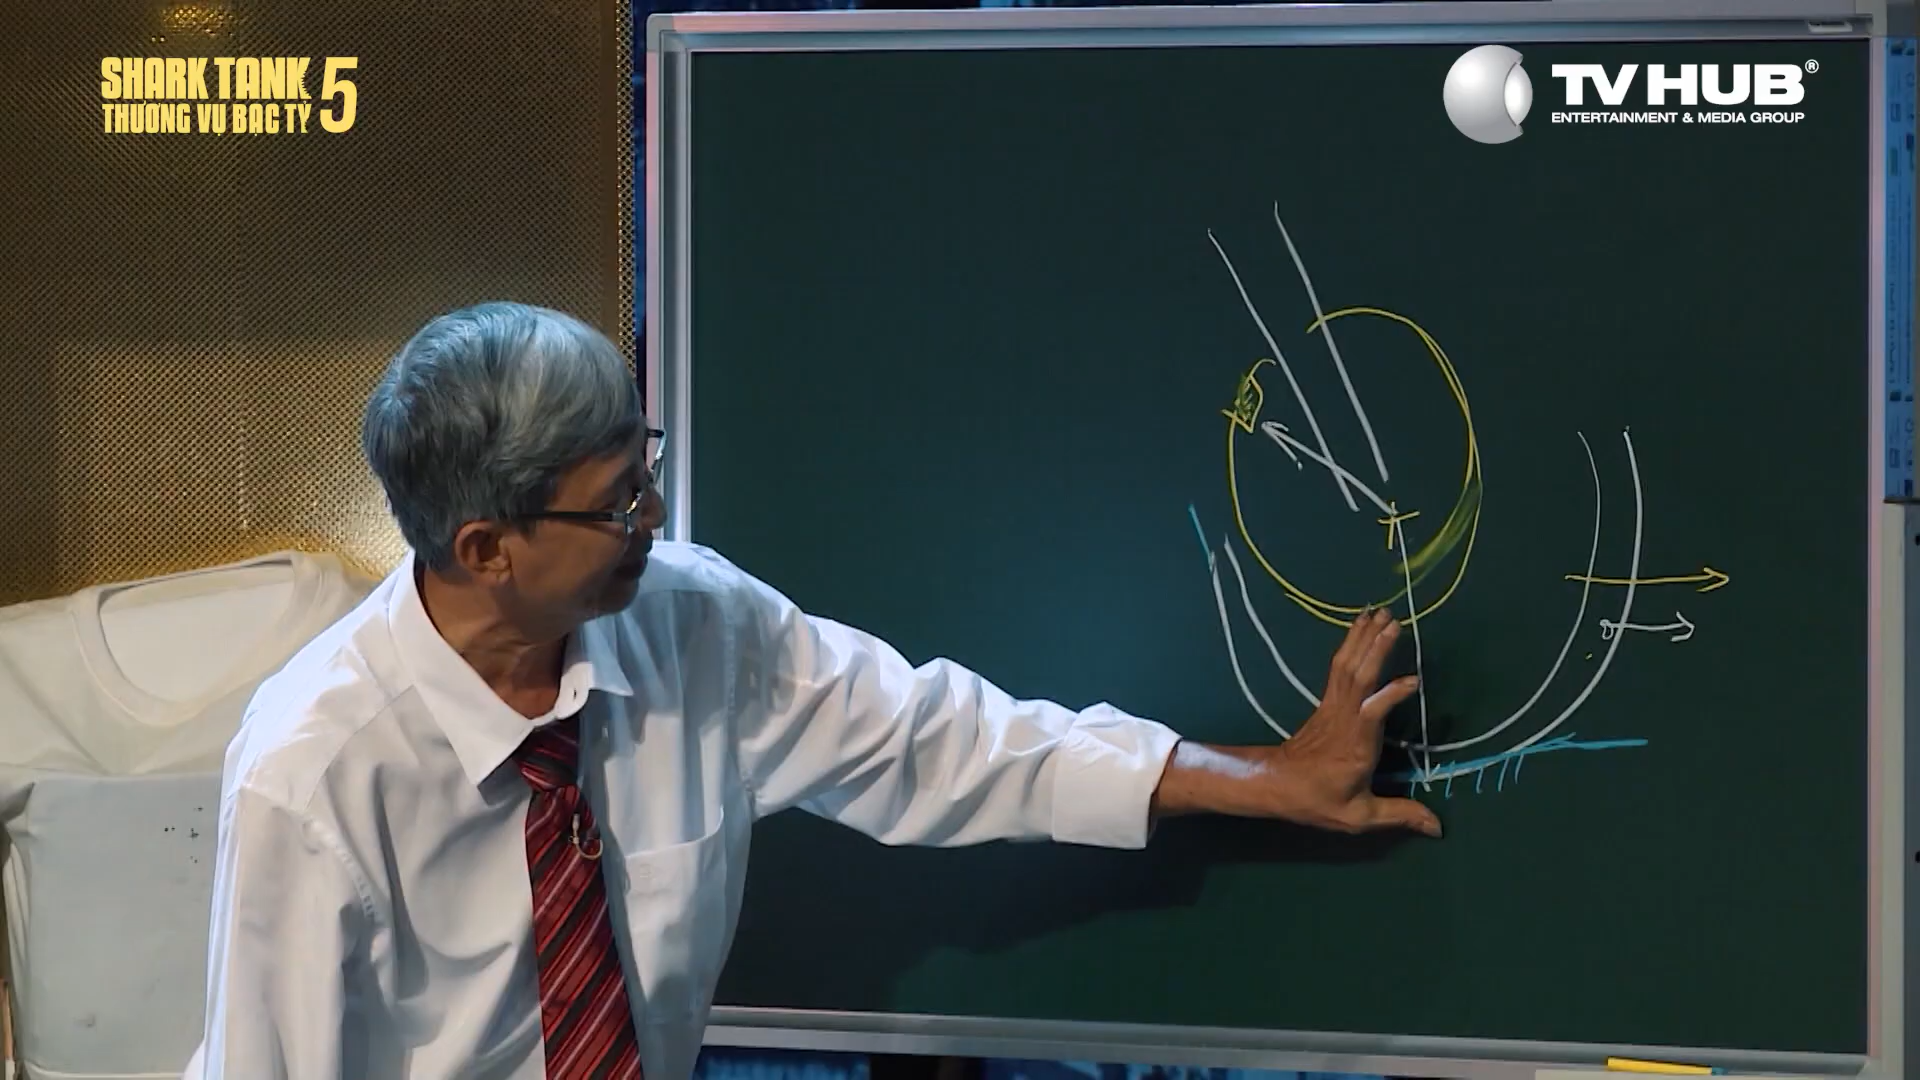 SHARK TANK 5
THƯƠNG VỤ BẠC TỶ
TV HUB®
ENTERTAINMENT & MEDIA GROUP